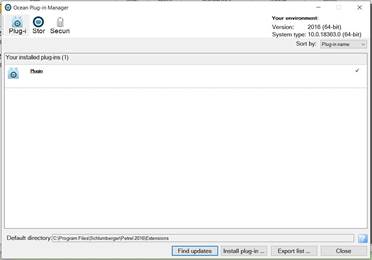 Ocean Plug-in Manager
Plug-i Stor Securi
Your environment:
Version: 2016 (64-bit)
System type: 10.0.18363.0 (64-bit)
Sort by: Plug-in name
Your installed plug-ins (1)
Default directory: C:\Program Files\Schlumberger\Petrel 2016\Extensions
Find updates Install plug-in ... Export list ... Close